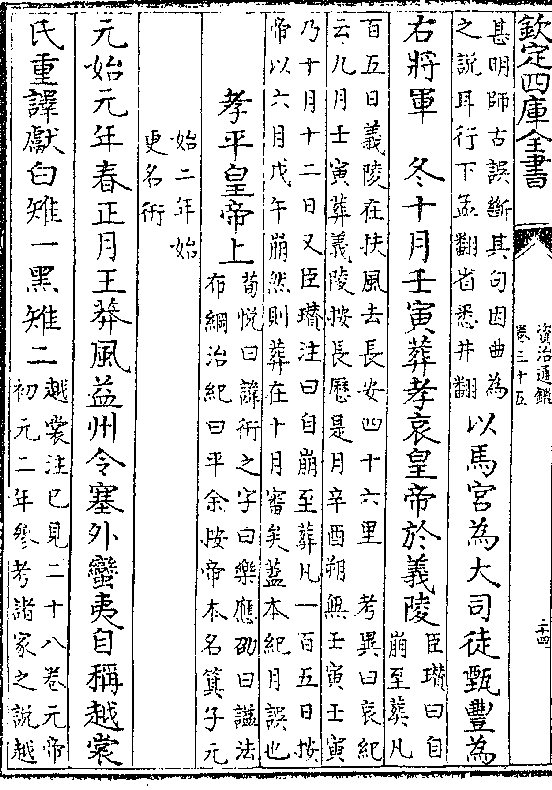 欽定四庫全書
資治通鑑
卷三十五
二十四
甚明師古誤斷其句因曲為
之說耳行下孟翻省悉井翻
以馬宮為大司徒甄豐為
右將軍 冬十月壬寅葬孝哀皇帝於義陵
臣瓚曰自
崩至葬凡
百五日義陵在扶風去長安四十六里 考異曰哀紀
云九月壬寅葬義陵按長歷是月辛酉朔無壬寅壬寅
乃十月十二日又臣瓚注曰自崩至葬凡一百五日按
帝以六月戊午崩然則葬在十月審矣蓋本紀月誤也
孝平皇帝上
荀悅曰諱衎之字曰樂應劭曰諡法
布綱治紀曰平余按帝本名箕子元
始二年始
更名衎
元始元年春正月王莽風益州令塞外蠻夷自稱越裳
氏重譯獻白雉一黑雉二
越裳注已見二十八卷元帝
初元二年參考諸家之說越